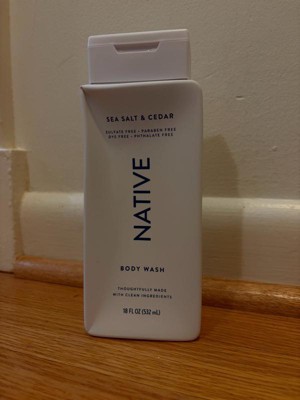 SEA SALT & CEDAR
SULFATE FREE · PARABEN FREE
DYE FREE · PHTHALATE FREE
NATIVE
BODY WASH
THOUGHTFULLY MADE
WITH CLEAN INGREDIENTS
18 FL OZ (532 mL)